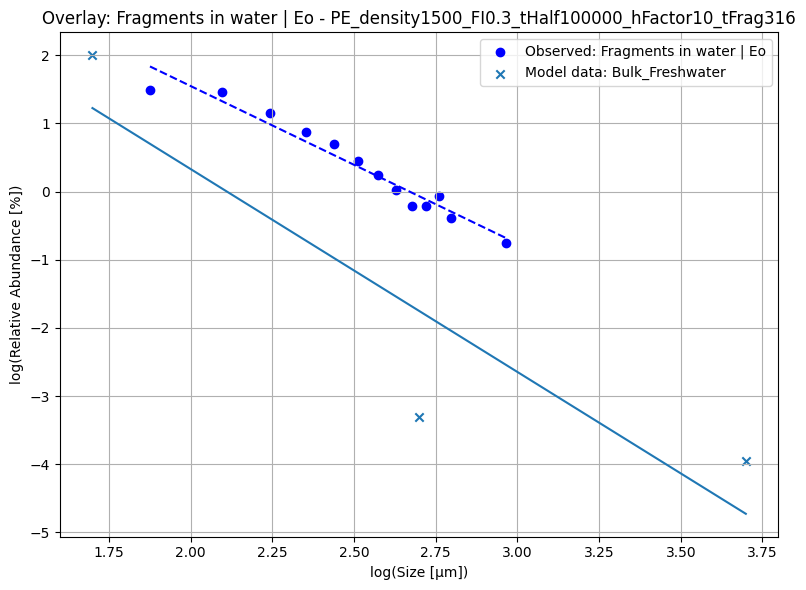 Overlay: Fragments in water | Eo - PE_density1500_FI0.3_tHalf100000_hFactor10_tFrag316
Observed: Fragments in water | Eo
Model data: Bulk_Freshwater
log(Relative Abundance [%])
2
1
0
−1
−2
−3
−4
−5
1.75 2.00 2.25 2.50 2.75 3.00 3.25 3.50 3.75
log(Size [μm])